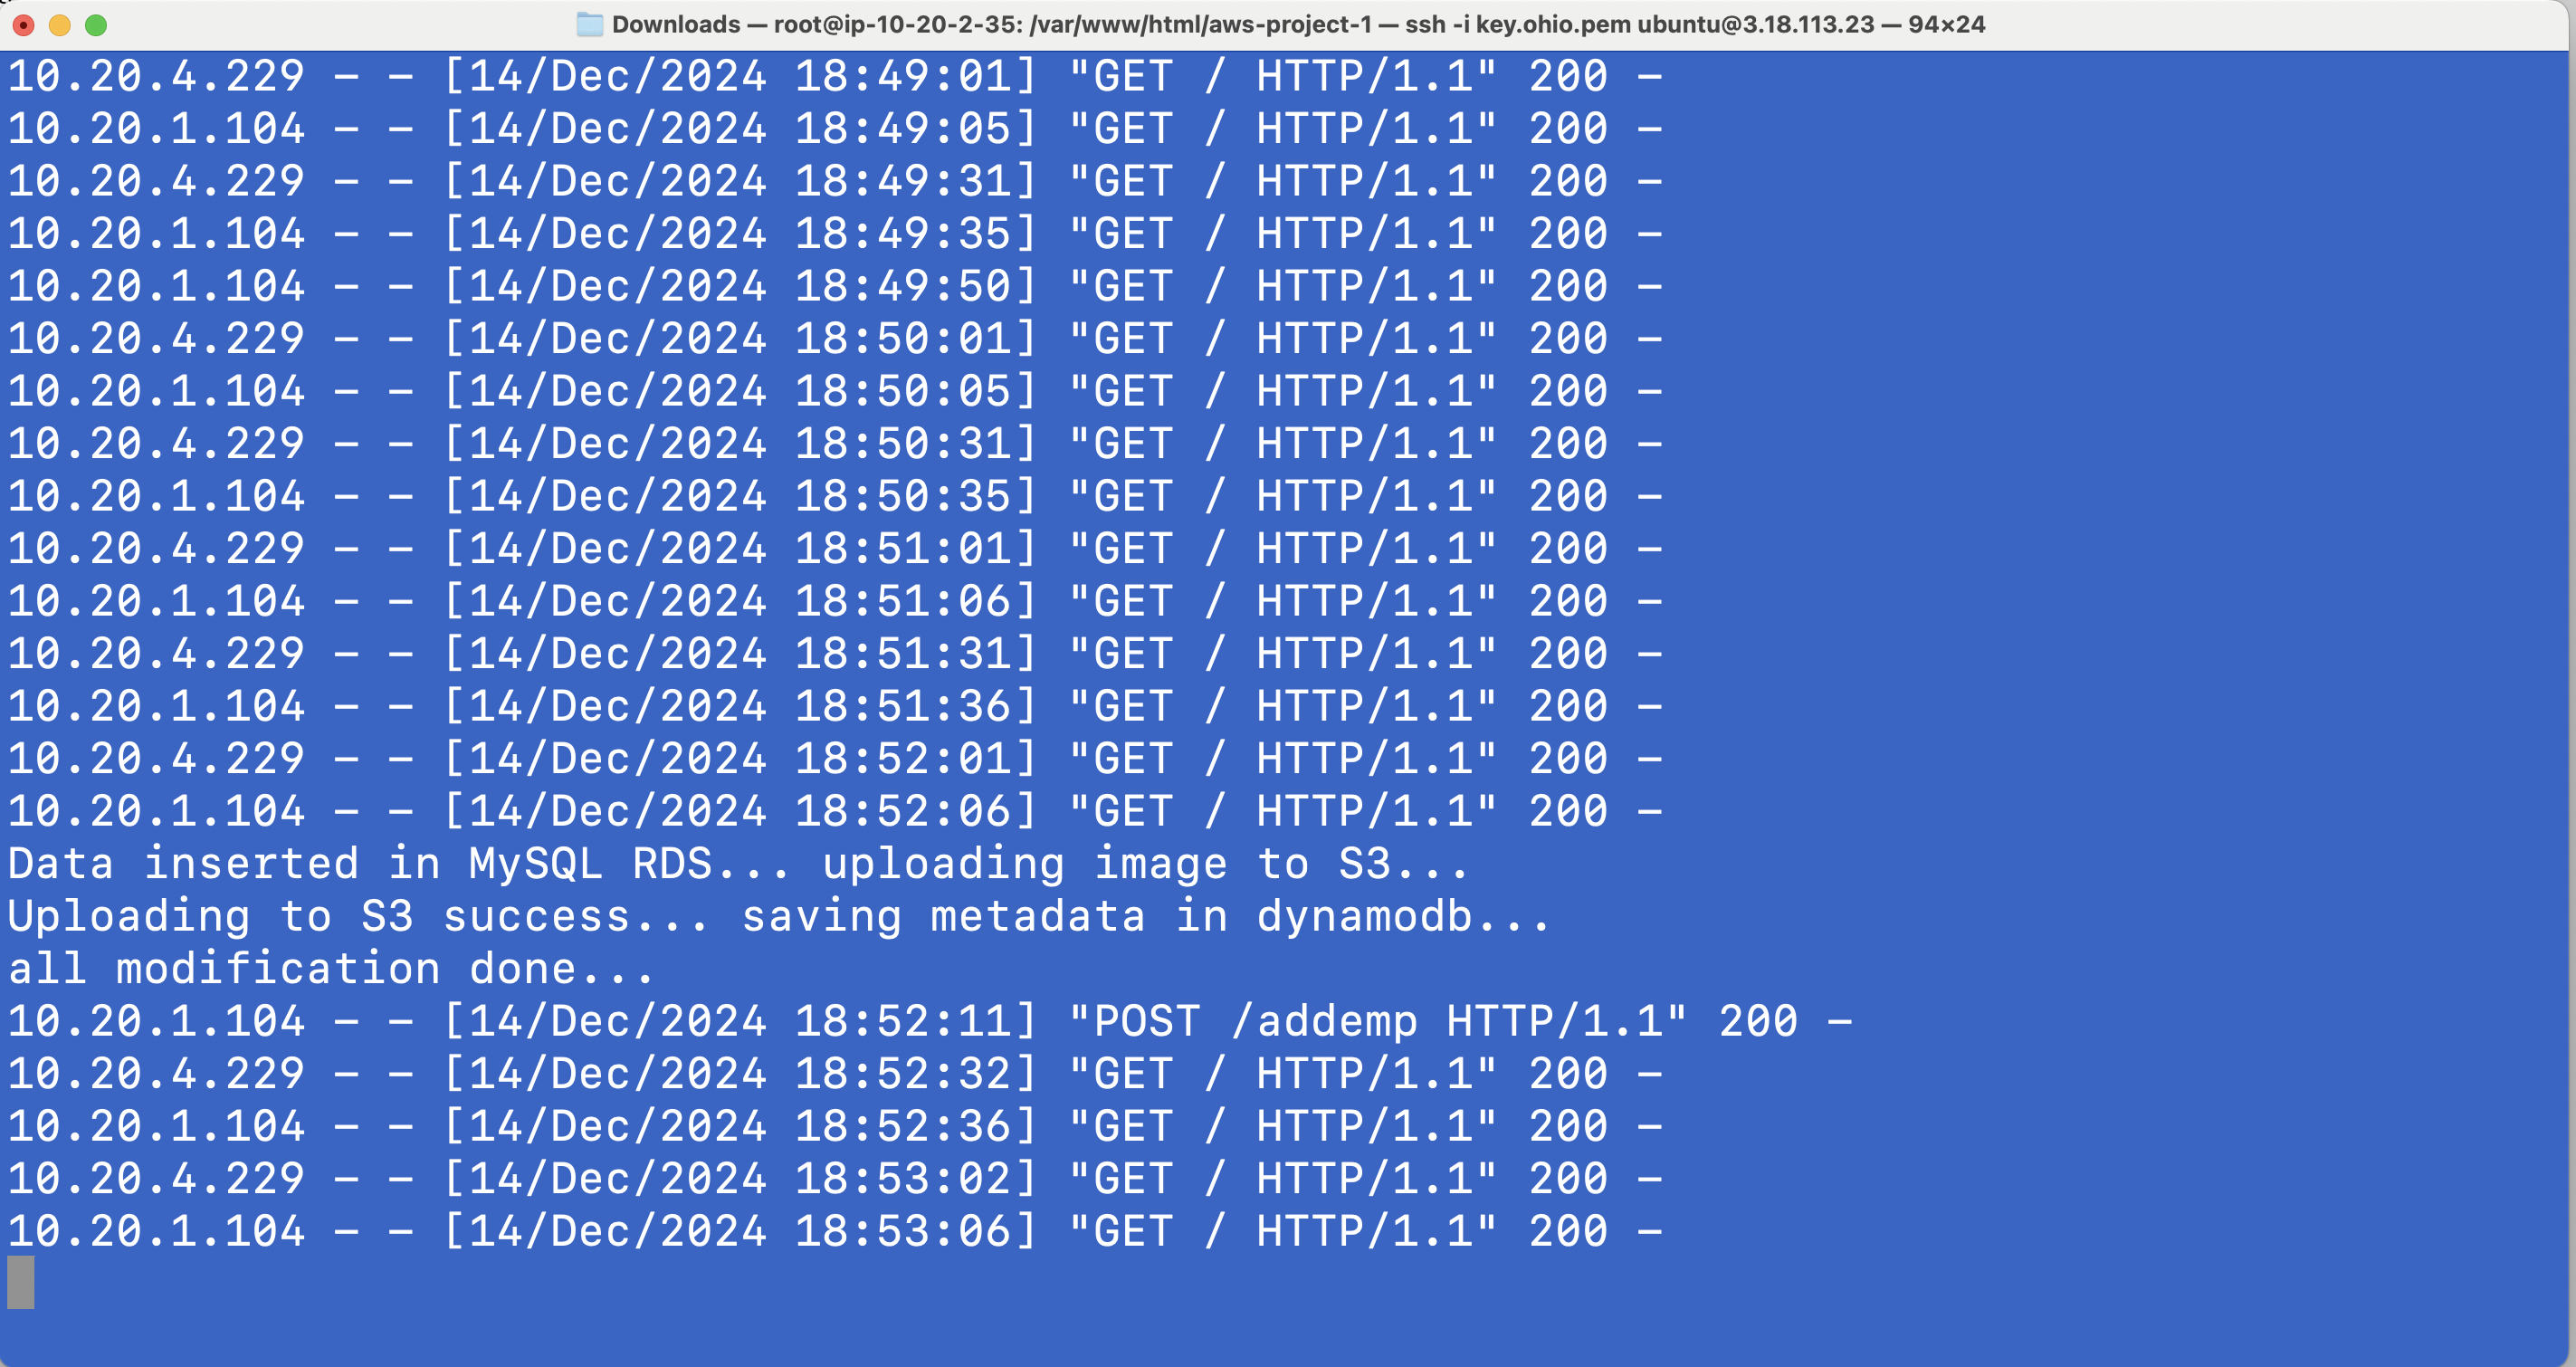 Downloads — root@ip-10-20-2-35: /var/www/html/aws-project-1 — ssh -i key.ohio.pem ubuntu@3.18.113.23 — 94×24
10.20.4.229 - - [14/Dec/2024 18:49:01] "GET / HTTP/1.1" 200 -
10.20.1.104 - - [14/Dec/2024 18:49:05] "GET / HTTP/1.1" 200 -
10.20.4.229 - - [14/Dec/2024 18:49:31] "GET / HTTP/1.1" 200 -
10.20.1.104 - - [14/Dec/2024 18:49:35] "GET / HTTP/1.1" 200 -
10.20.1.104 - - [14/Dec/2024 18:49:50] "GET / HTTP/1.1" 200 -
10.20.4.229 - - [14/Dec/2024 18:50:01] "GET / HTTP/1.1" 200 -
10.20.1.104 - - [14/Dec/2024 18:50:05] "GET / HTTP/1.1" 200 -
10.20.4.229 - - [14/Dec/2024 18:50:31] "GET / HTTP/1.1" 200 -
10.20.1.104 - - [14/Dec/2024 18:50:35] "GET / HTTP/1.1" 200 -
10.20.4.229 - - [14/Dec/2024 18:51:01] "GET / HTTP/1.1" 200 -
10.20.1.104 - - [14/Dec/2024 18:51:06] "GET / HTTP/1.1" 200 -
10.20.4.229 - - [14/Dec/2024 18:51:31] "GET / HTTP/1.1" 200 -
10.20.1.104 - - [14/Dec/2024 18:51:36] "GET / HTTP/1.1" 200 -
10.20.4.229 - - [14/Dec/2024 18:52:01] "GET / HTTP/1.1" 200 -
10.20.1.104 - - [14/Dec/2024 18:52:06] "GET / HTTP/1.1" 200 -
Data inserted in MySQL RDS... uploading image to S3...
Uploading to S3 success... saving metadata in dynamodb...
all modification done...
10.20.1.104 - - [14/Dec/2024 18:52:11] "POST /addemp HTTP/1.1" 200 -
10.20.4.229 - - [14/Dec/2024 18:52:32] "GET / HTTP/1.1" 200 -
10.20.1.104 - - [14/Dec/2024 18:52:36] "GET / HTTP/1.1" 200 -
10.20.4.229 - - [14/Dec/2024 18:53:02] "GET / HTTP/1.1" 200 -
10.20.1.104 - - [14/Dec/2024 18:53:06] "GET / HTTP/1.1" 200 -